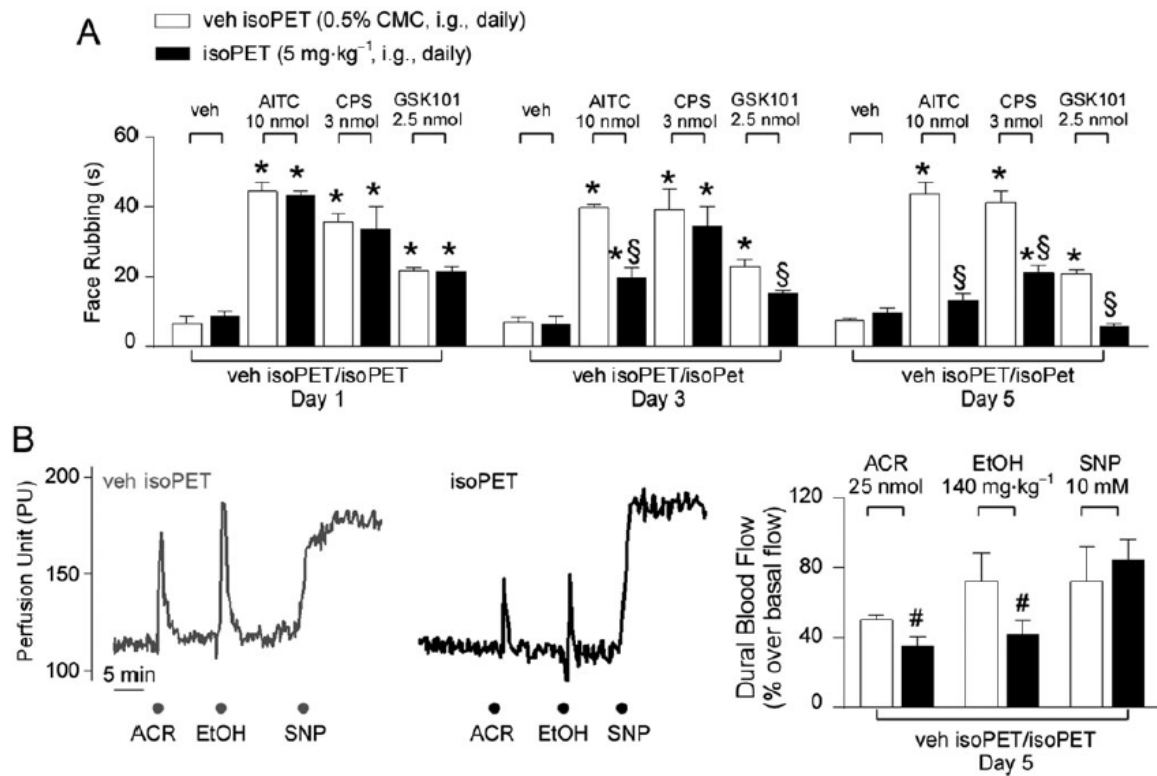 A
veh isoPET (0.5% CMC, i.g., daily)
isoPET (5 mg·kg⁻¹, i.g., daily)
veh AITC CPS GSK101 veh AITC CPS GSK101 veh AITC CPS GSK101
10 nmol 3 nmol 2.5 nmol 10 nmol 3 nmol 2.5 nmol 10 nmol 3 nmol 2.5 nmol
Face Rubbing (s)
60
40
20
0
* * * * * * * *§ * * * § * § * *§ * §
veh isoPET/isoPET veh isoPET/isoPet veh isoPET/isoPet
Day 1 Day 3 Day 5
B
Perfusion Unit (PU)
200
150
100
veh isoPET
5 min
ACR EtOH SNP
isoPET
ACR EtOH SNP
ACR EtOH SNP
25 nmol 140 mg·kg⁻¹ 10 mM
Dural Blood Flow
(% over basal flow)
120
80
40
0
# #
veh isoPET/isoPET
Day 5